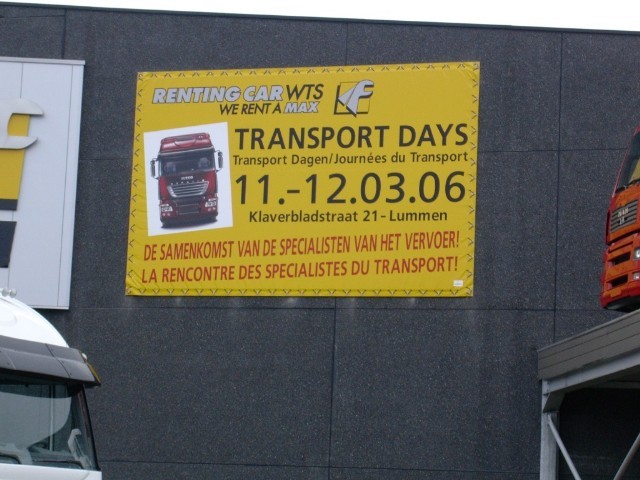 RENTING CAR WTS
WE RENT A MAX
TRANSPORT DAYS
Transport Dagen/Journées du Transport
11.-12.03.06
Klaverbladstraat 21-Lummen
DE SAMENKOMST VAN DE SPECIALISTEN VAN HET VERVOER!
LA RENCONTRE DES SPECIALISTES DU TRANSPORT!